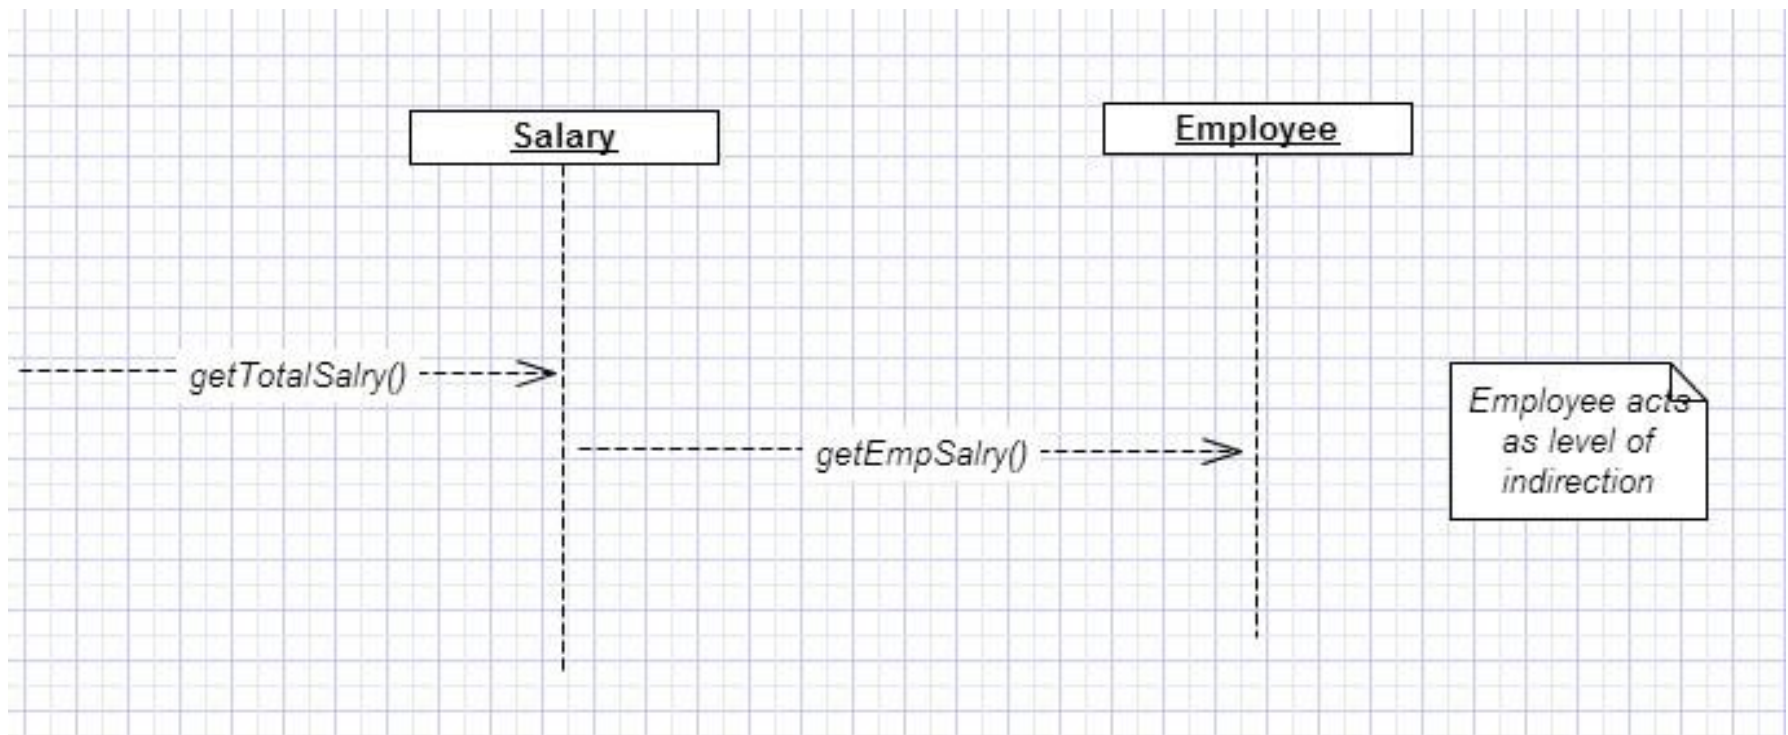 Salary
Employee
getTotalSalry()
getEmpSalry()
Employee acts
as level of
indirection